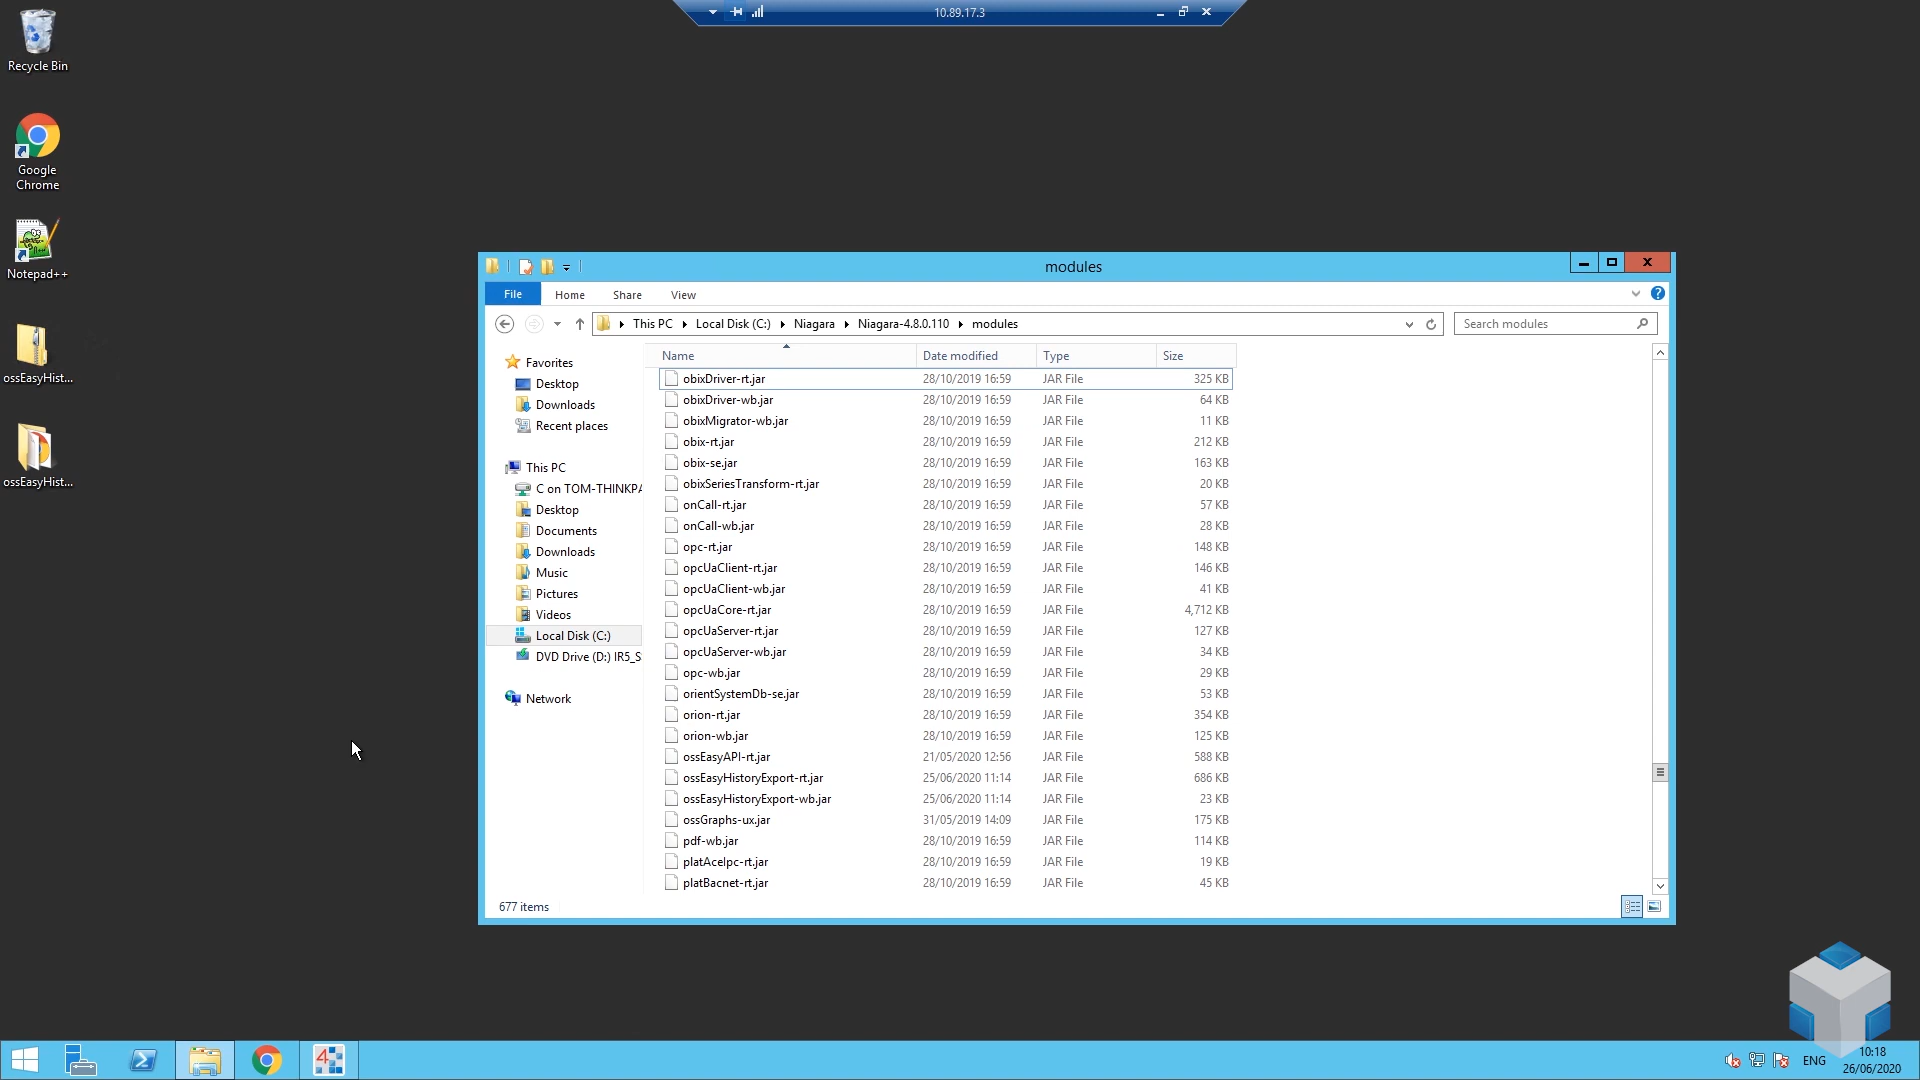 10.89.17.3
Recycle Bin
Google
Chrome
Notepad++
ossEasyHist...
ossEasyHist...
modules
File Home Share View
This PC Local Disk (C:) Niagara Niagara-4.8.0.110 modules
Search modules
Favorites
Desktop
Downloads
Recent places
This PC
C on TOM-THINKPA
Desktop
Documents
Downloads
Music
Pictures
Videos
Local Disk (C:)
DVD Drive (D:) IR5_S
Network
Name Date modified Type Size
obixDriver-rt.jar 28/10/2019 16:59 JAR File 325 KB
obixDriver-wb.jar 28/10/2019 16:59 JAR File 64 KB
obixMigrator-wb.jar 28/10/2019 16:59 JAR File 11 KB
obix-rt.jar 28/10/2019 16:59 JAR File 212 KB
obix-se.jar 28/10/2019 16:59 JAR File 163 KB
obixSeriesTransform-rt.jar 28/10/2019 16:59 JAR File 20 KB
onCall-rt.jar 28/10/2019 16:59 JAR File 57 KB
onCall-wb.jar 28/10/2019 16:59 JAR File 28 KB
opc-rt.jar 28/10/2019 16:59 JAR File 148 KB
opcUaClient-rt.jar 28/10/2019 16:59 JAR File 146 KB
opcUaClient-wb.jar 28/10/2019 16:59 JAR File 41 KB
opcUaCore-rt.jar 28/10/2019 16:59 JAR File 4,712 KB
opcUaServer-rt.jar 28/10/2019 16:59 JAR File 127 KB
opcUaServer-wb.jar 28/10/2019 16:59 JAR File 34 KB
opc-wb.jar 28/10/2019 16:59 JAR File 29 KB
orientSystemDb-se.jar 28/10/2019 16:59 JAR File 53 KB
orion-rt.jar 28/10/2019 16:59 JAR File 354 KB
orion-wb.jar 28/10/2019 16:59 JAR File 125 KB
ossEasyAPI-rt.jar 21/05/2020 12:56 JAR File 588 KB
ossEasyHistoryExport-rt.jar 25/06/2020 11:14 JAR File 686 KB
ossEasyHistoryExport-wb.jar 25/06/2020 11:14 JAR File 23 KB
ossGraphs-ux.jar 31/05/2019 14:09 JAR File 175 KB
pdf-wb.jar 28/10/2019 16:59 JAR File 114 KB
platAceIpc-rt.jar 28/10/2019 16:59 JAR File 19 KB
platBacnet-rt.jar 28/10/2019 16:59 JAR File 45 KB
677 items
4
ENG
10:18
26/06/2020